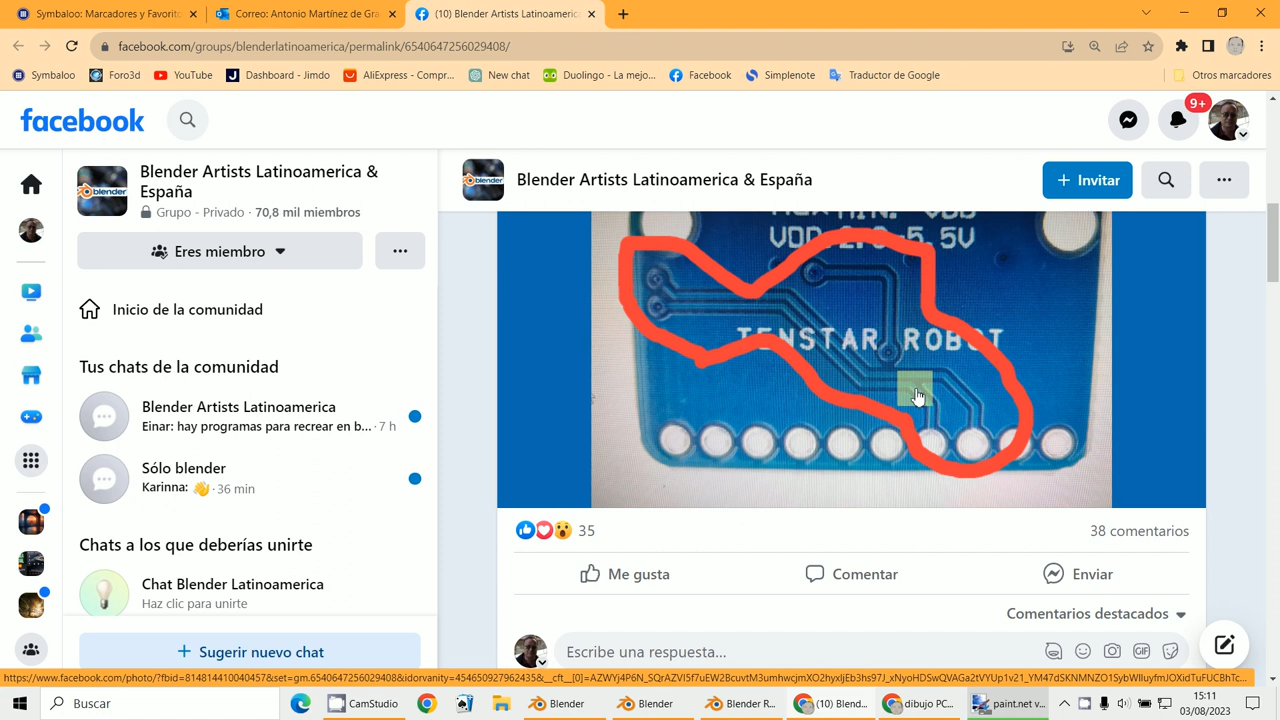 Symbaloo: Marcadores y Favorito
Correo: Antonio Martínez de Gra
(10) Blender Artists Latinoameric
facebook.com/groups/blenderlatinoamerica/permalink/6540647256029408/
Symbaloo
Foro3d
YouTube
Dashboard - Jimdo
AliExpress - Compr...
New chat
Duolingo - La mejo...
Facebook
Simplenote
Traductor de Google
Otros marcadores
facebook
9+
Blender Artists Latinoamerica &
España
Grupo - Privado · 70,8 mil miembros
Eres miembro
Inicio de la comunidad
Tus chats de la comunidad
Blender Artists Latinoamerica
Einar: hay programas para recrear en b... · 7 h
Sólo blender
Karinna: 👋 · 36 min
Chats a los que deberías unirte
Chat Blender Latinoamerica
Haz clic para unirte
+ Sugerir nuevo chat
blender
Blender Artists Latinoamerica & España
+ Invitar
TENSTAR ROBOT
35
38 comentarios
Me gusta
Comentar
Enviar
Comentarios destacados
Escribe una respuesta...
GIF
Buscar
CamStudio
Blender
Blender
Blender R...
(10) Blend...
dibujo PC...
paint.net v...
15:11
03/08/2023